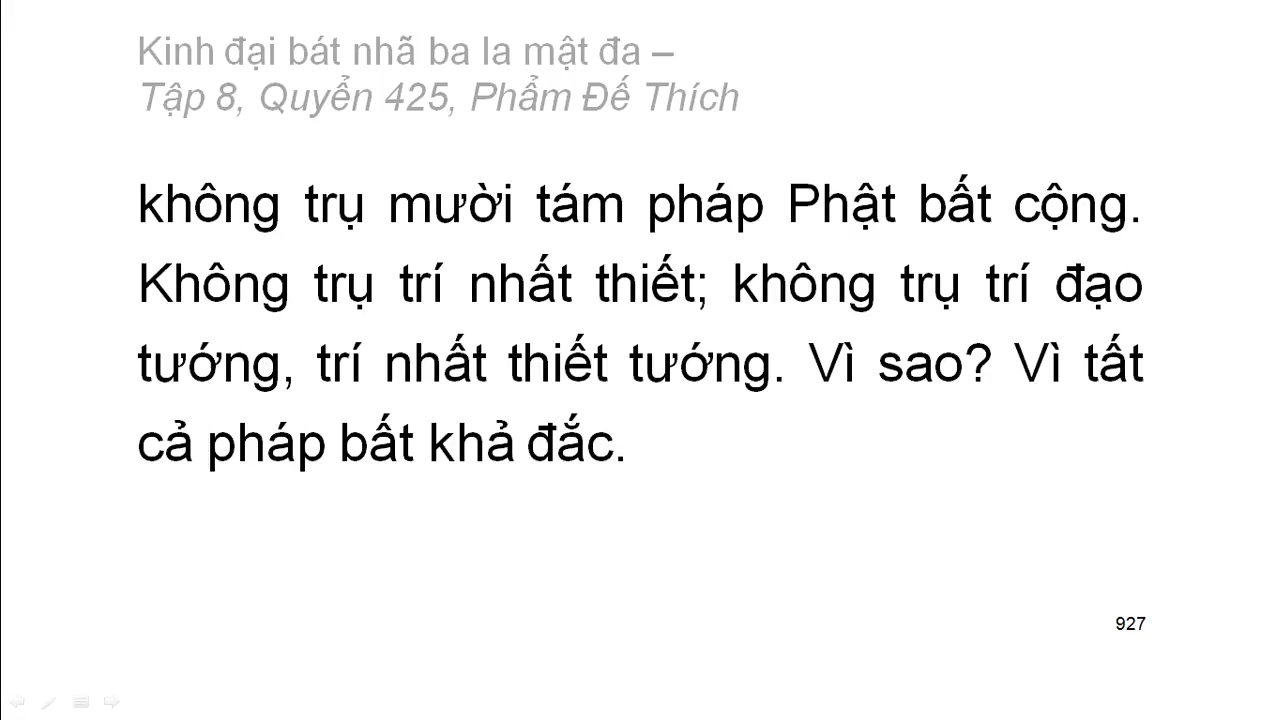 Kinh đại bát nhã ba la mật đa –
Tập 8, Quyển 425, Phẩm Đế Thích
không trụ mười tám pháp Phật bất cộng.
Không trụ trí nhất thiết; không trụ trí đạo
tướng, trí nhất thiết tướng. Vì sao? Vì tất
cả pháp bất khả đắc.
927